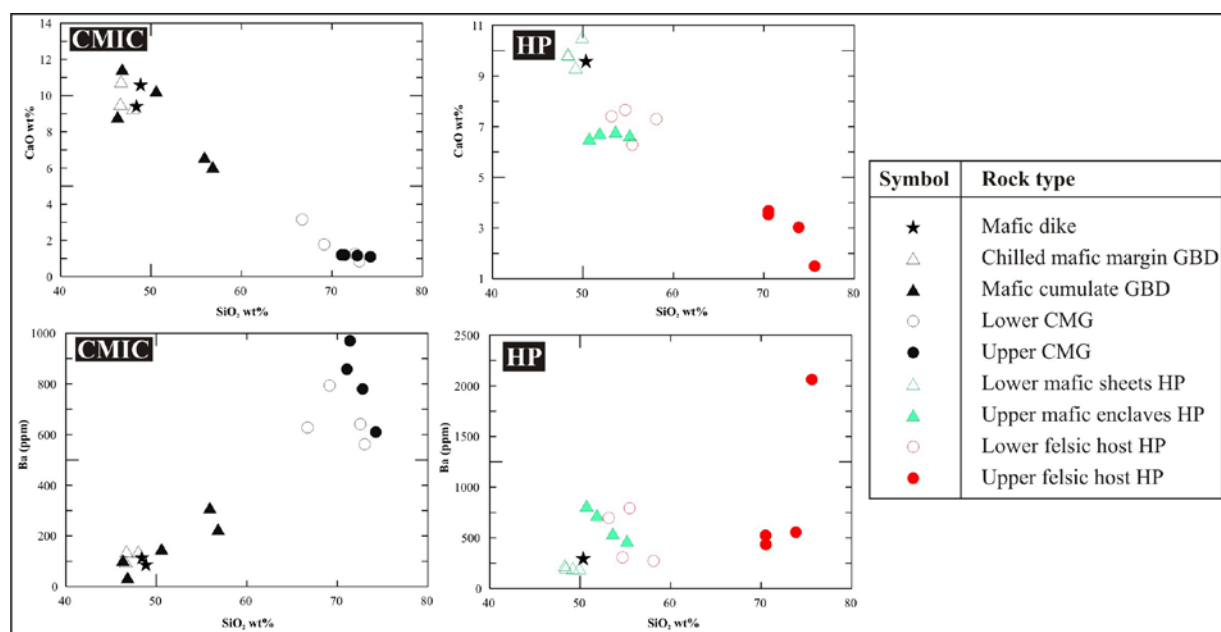 CMIC
CaO wt%
14
12
10
8
6
4
2
0
40 50 60 70 80
SiO₂ wt%
HP
CaO wt%
11
9
7
5
3
1
40 50 60 70 80
SiO₂ wt%
CMIC
Ba (ppm)
1000
800
600
400
200
0
40 50 60 70 80
SiO₂ wt%
HP
Ba (ppm)
2500
2000
1250
750
500
250
0
40 50 60 70 80
SiO₂ wt%
Symbol Rock type
Mafic dike
Chilled mafic margin GBD
Mafic cumulate GBD
Lower CMG
Upper CMG
Lower mafic sheets HP
Upper mafic enclaves HP
Lower felsic host HP
Upper felsic host HP